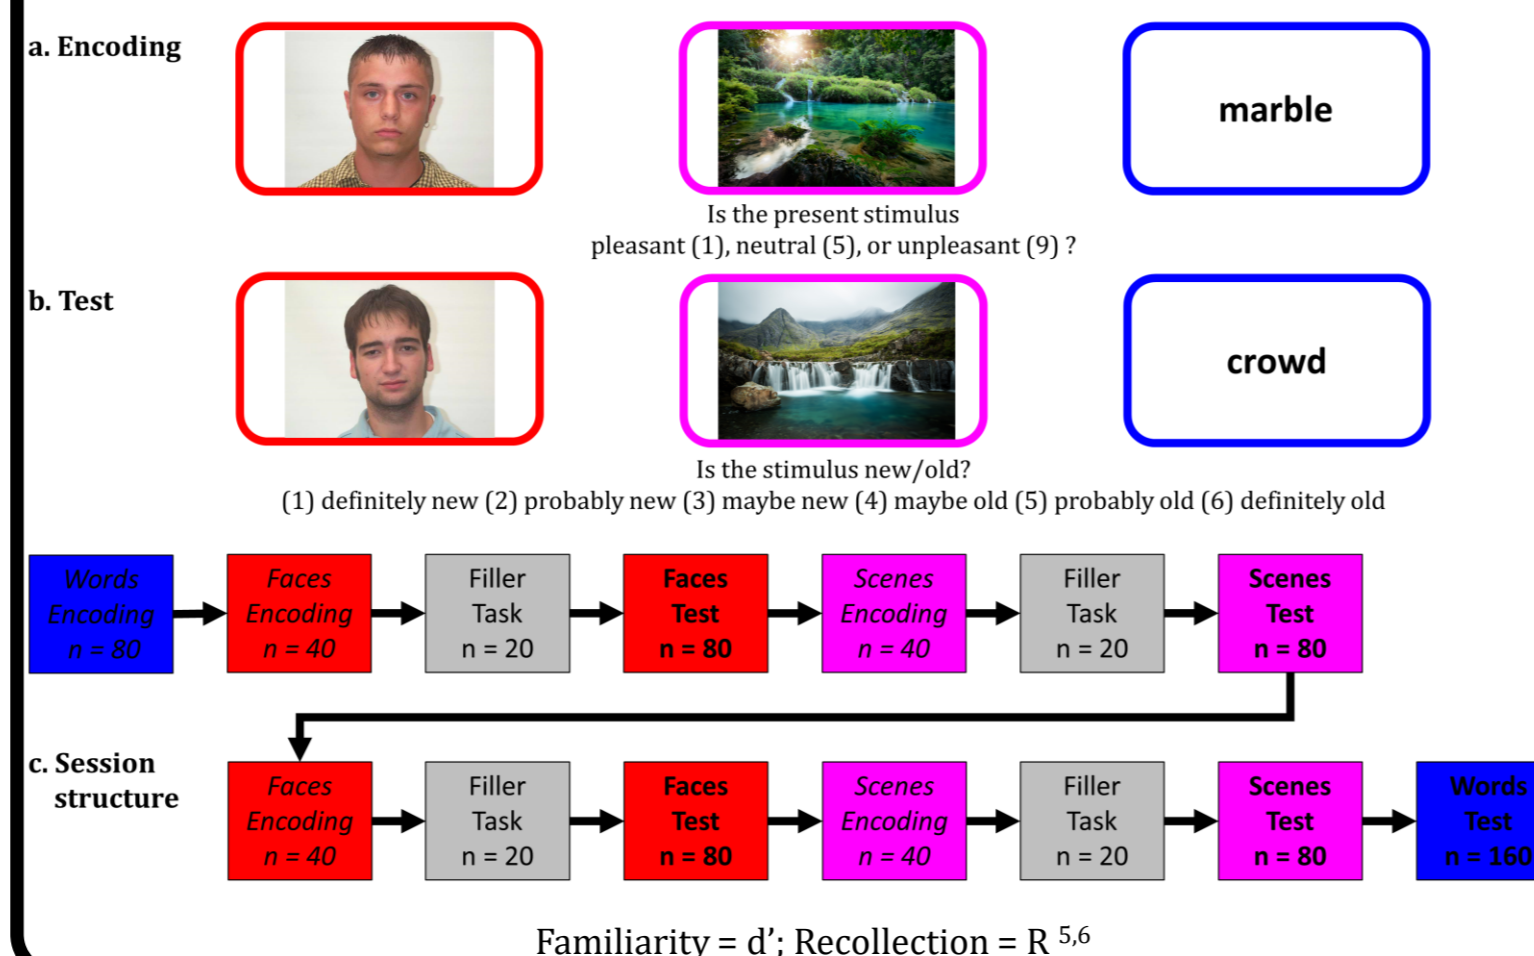 a. Encoding
marble
Is the present stimulus
pleasant (1), neutral (5), or unpleasant (9) ?
b. Test
crowd
Is the stimulus new/old?
(1) definitely new (2) probably new (3) maybe new (4) maybe old (5) probably old (6) definitely old
Words
Encoding
n = 80
Faces
Encoding
n = 40
Filler
Task
n = 20
Faces
Test
n = 80
Scenes
Encoding
n = 40
Filler
Task
n = 20
Scenes
Test
n = 80
c. Session
structure
Faces
Encoding
n = 40
Filler
Task
n = 20
Faces
Test
n = 80
Scenes
Encoding
n = 40
Filler
Task
n = 20
Scenes
Test
n = 80
Words
Test
n = 160
Familiarity = d’; Recollection = R 5,6